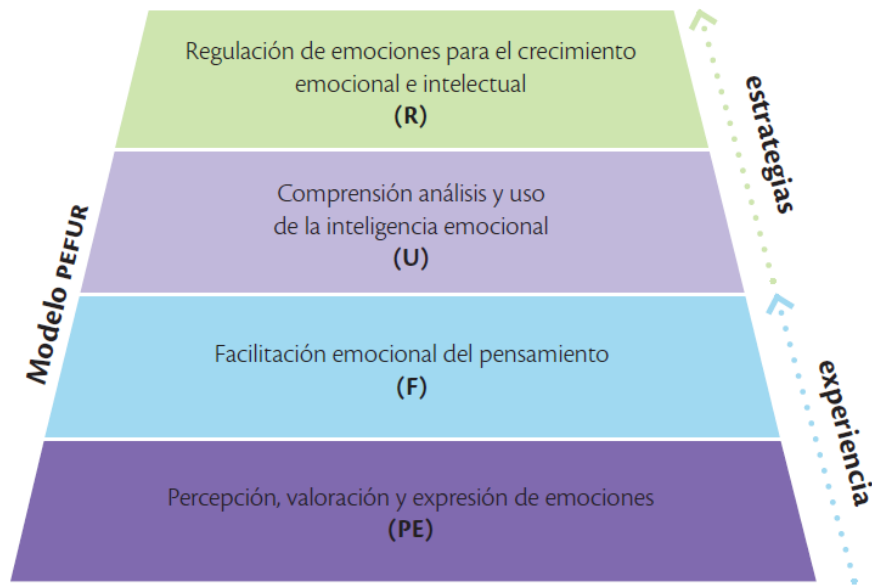 Regulación de emociones para el crecimiento
emocional e intelectual
(R)
Comprensión análisis y uso
de la inteligencia emocional
(U)
Facilitación emocional del pensamiento
(F)
Percepción, valoración y expresión de emociones
(PE)
Modelo PEFUR
estrategias
experiencia